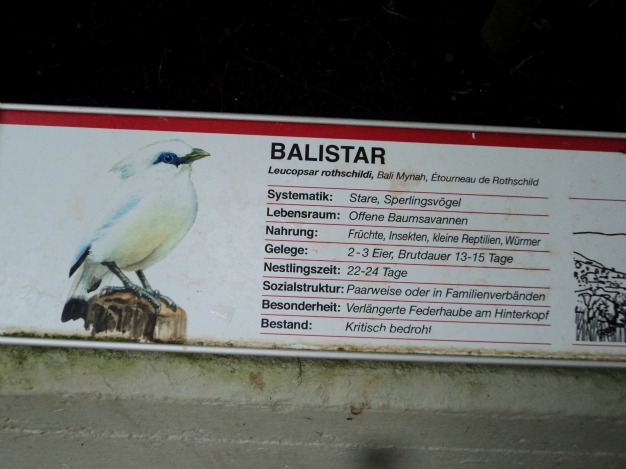 BALISTAR
Leucopsar rothschildi, Bali Mynah, Étourneau de Rothschild
Systematik: Stare, Sperlingsvögel
Lebensraum: Offene Baumsavannen
Nahrung: Früchte, Insekten, kleine Reptilien, Würmer
Gelege: 2-3 Eier, Brutdauer 13-15 Tage
Nestlingszeit: 22-24 Tage
Sozialstruktur: Paarweise oder in Familienverbänden
Besonderheit: Verlängerte Federhaube am Hinterkopf
Bestand: Kritisch bedroht